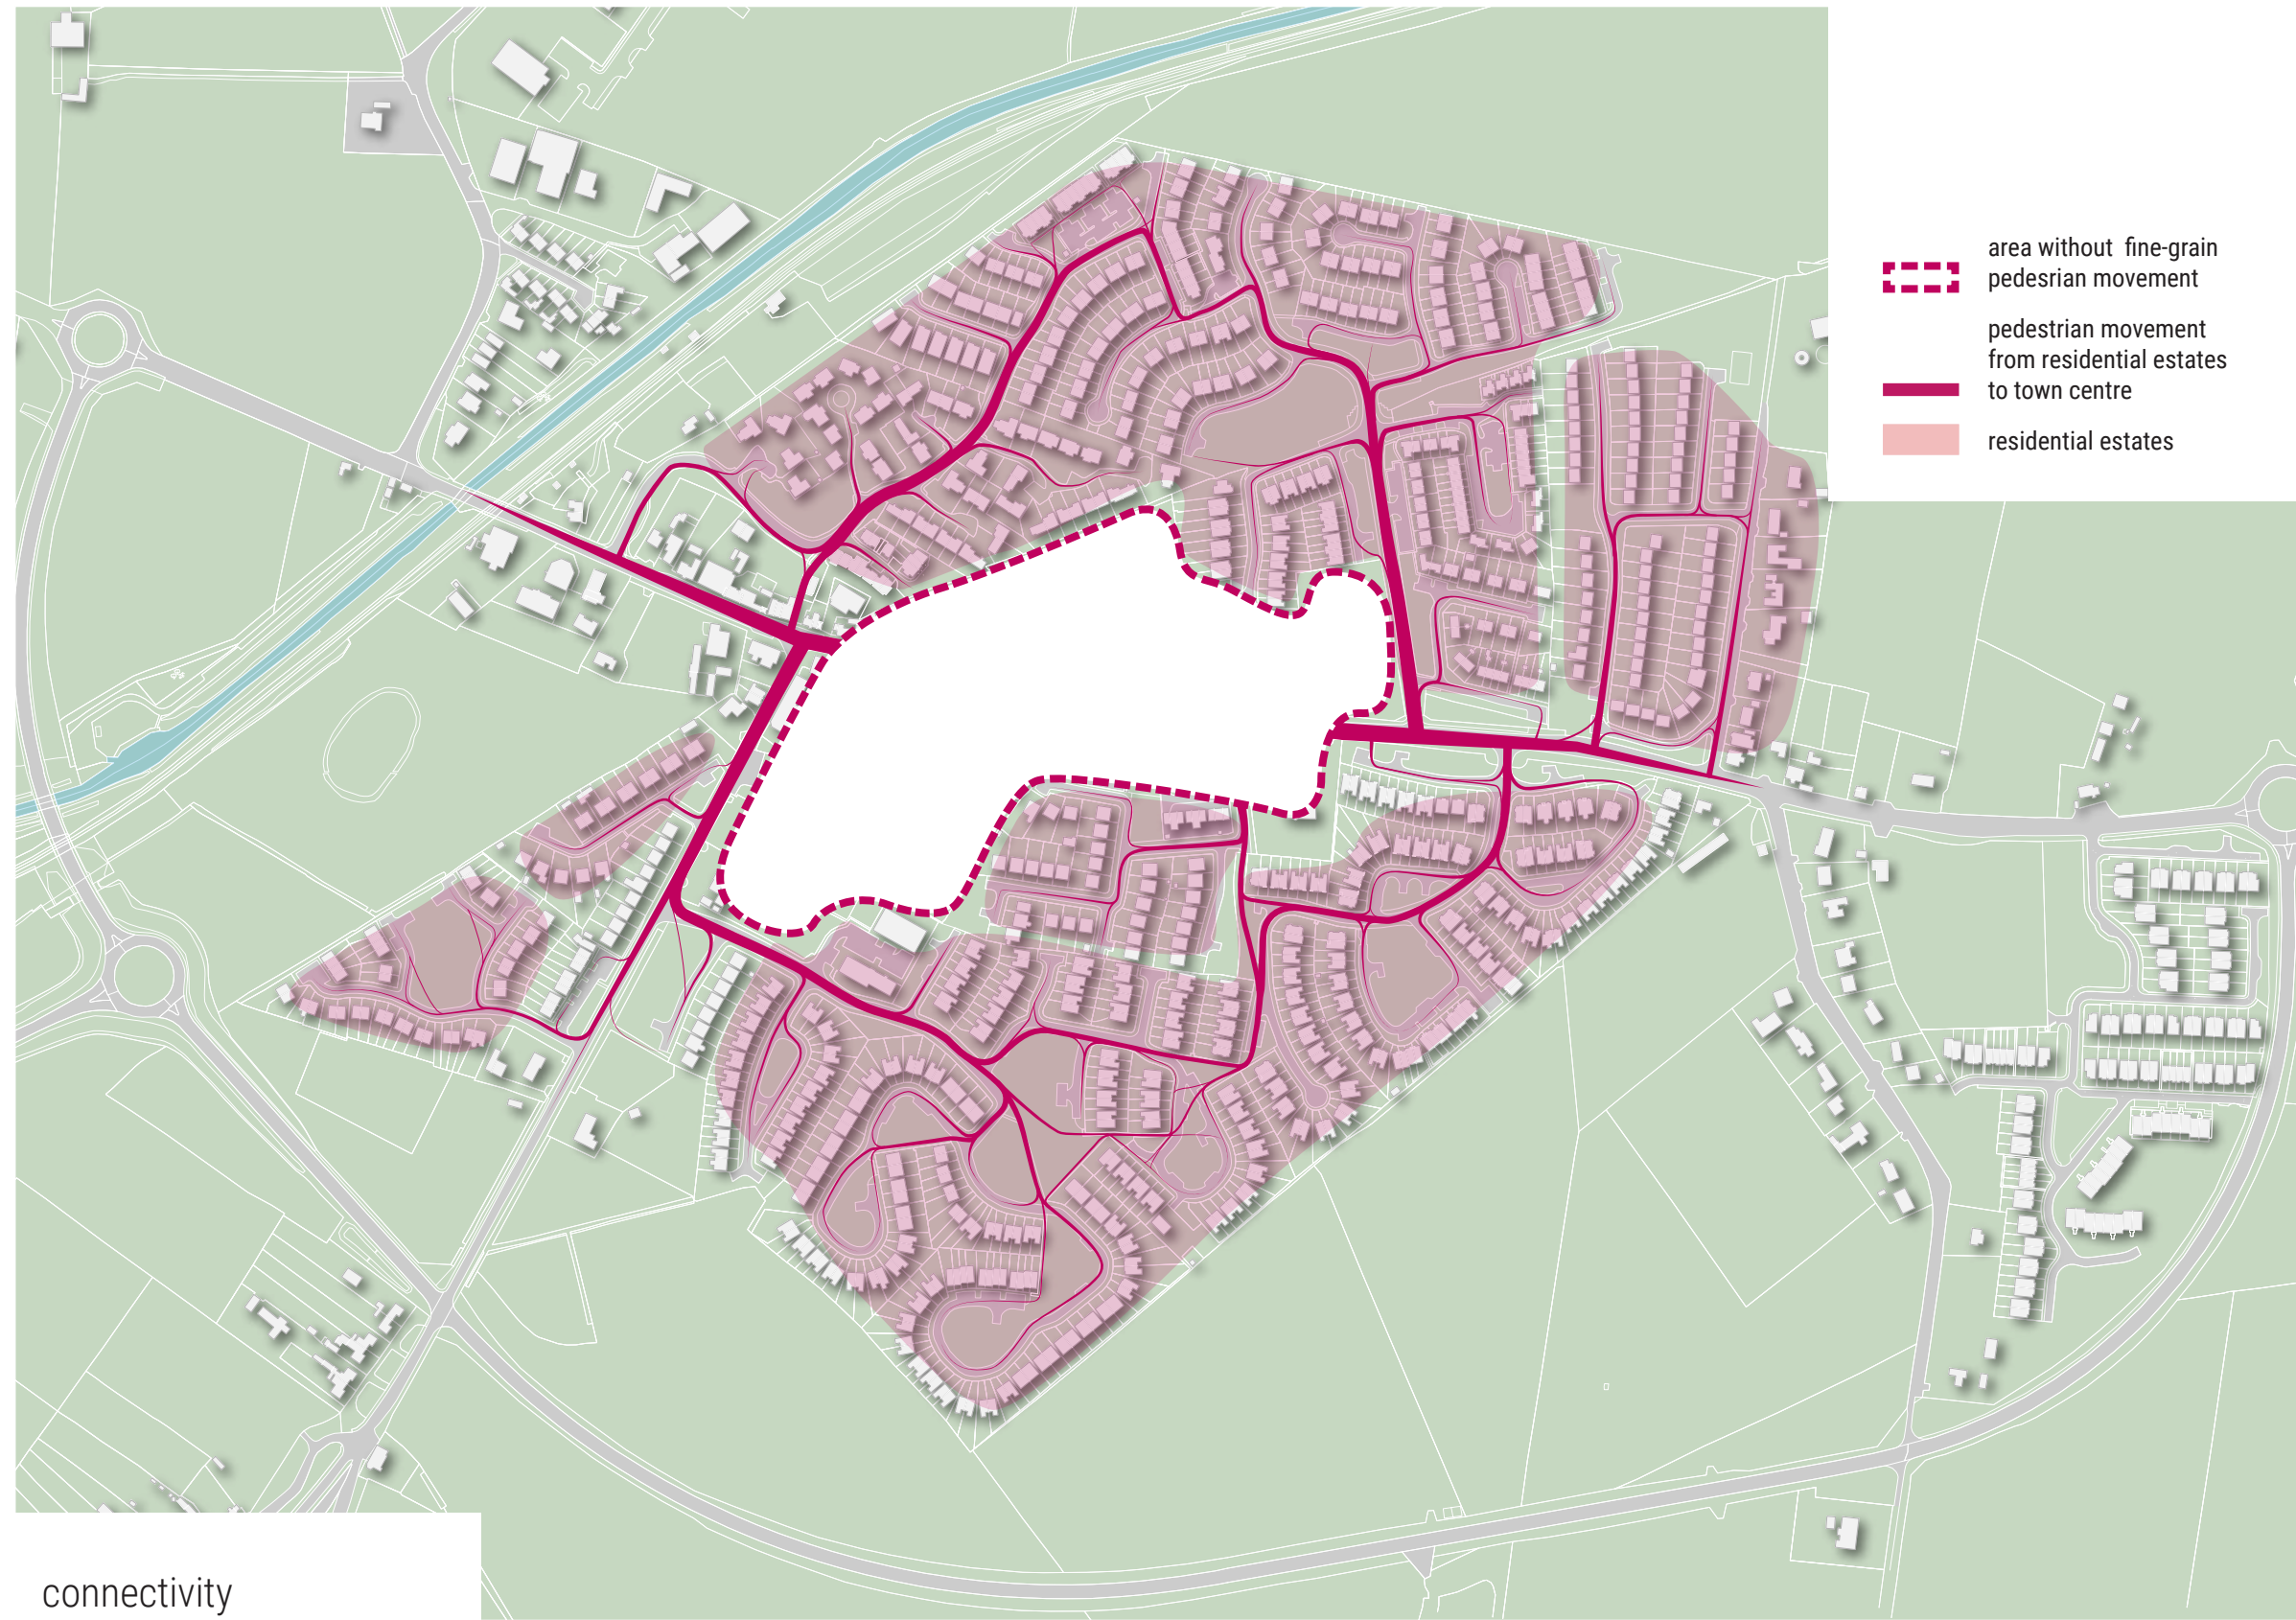 area without fine-grain
pedesrian movement
pedestrian movement
from residential estates
to town centre
residential estates
connectivity